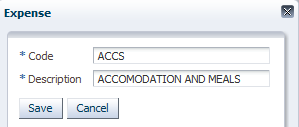 Expense
* Code ACCS
* Description ACCOMODATION AND MEALS
Save Cancel